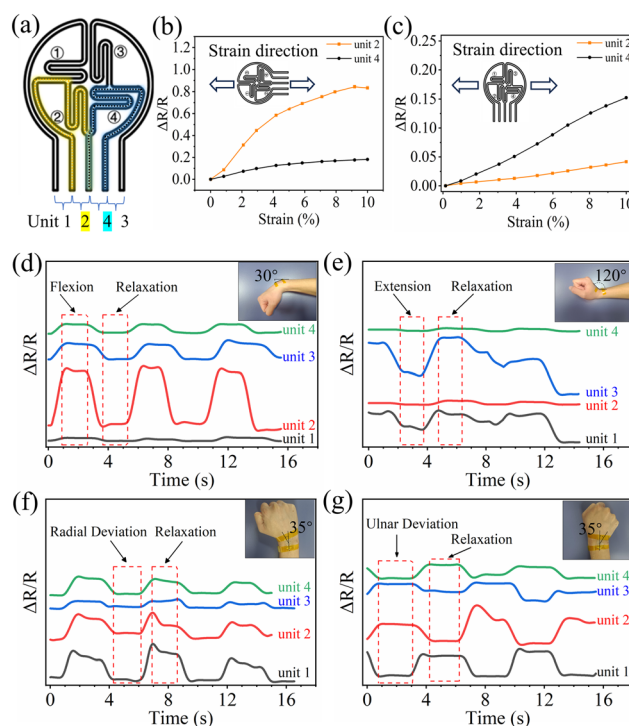 (a)
① ③
② ④
Unit 1 2 4 3
(b)
Strain direction
unit 2
unit 4
ΔR/R
1.0
0.8
0.6
0.4
0.2
0.0
0 2 4 6 8 10
Strain (%)
(c)
Strain direction
unit 2
unit 4
ΔR/R
0.25
0.20
0.15
0.10
0.05
0.00
0 2 4 6 8 10
Strain (%)
(d)
30°
Flexion Relaxation
unit 4
unit 3
unit 2
unit 1
ΔR/R
0 4 8 12 16
Time (s)
(e)
120°
Extension Relaxation
unit 4
unit 3
unit 2
unit 1
ΔR/R
0 4 8 12 16
Time (s)
(f)
35°
Radial Deviation Relaxation
unit 4
unit 3
unit 2
unit 1
ΔR/R
0 4 8 12 16
Time (s)
(g)
35°
Ulnar Deviation
Relaxation
unit 4
unit 3
unit 2
unit 1
ΔR/R
0 4 8 12 16
Time (s)